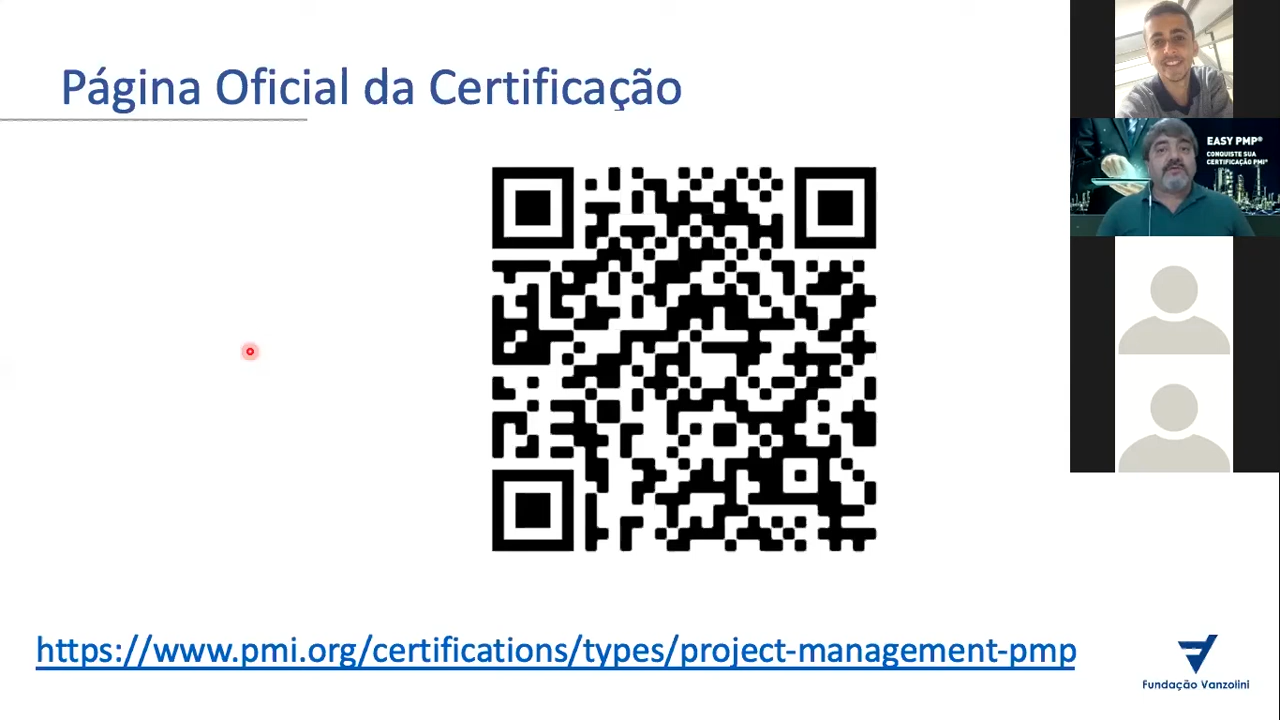 Página Oficial da Certificação
EASY PMP®
CONQUISTE SUA
CERTIFICAÇÃO PMI®
https://www.pmi.org/certifications/types/project-management-pmp
Fundação Vanzolini